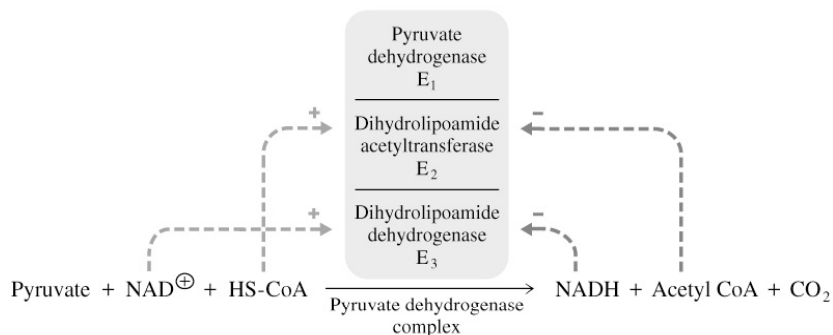 Pyruvate
dehydrogenase
E₁
+
−
Dihydrolipoamide
acetyltransferase
E₂
+
−
Dihydrolipoamide
dehydrogenase
E₃
Pyruvate + NAD⊕ + HS-CoA NADH + Acetyl CoA + CO₂
Pyruvate dehydrogenase
complex